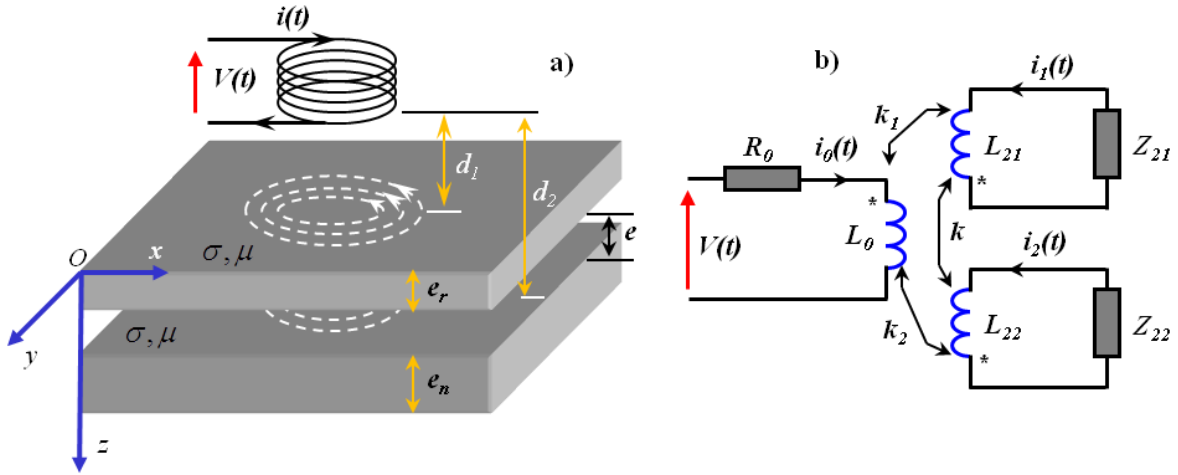 i(t)
V(t)
a)
d1
d2
e
σ, μ
O
x
er
σ, μ
y
en
z
b)
i1(t)
k1
R0
i0(t)
L21
Z21
*
*
V(t)
L0
k
i2(t)
k2
L22
Z22
*